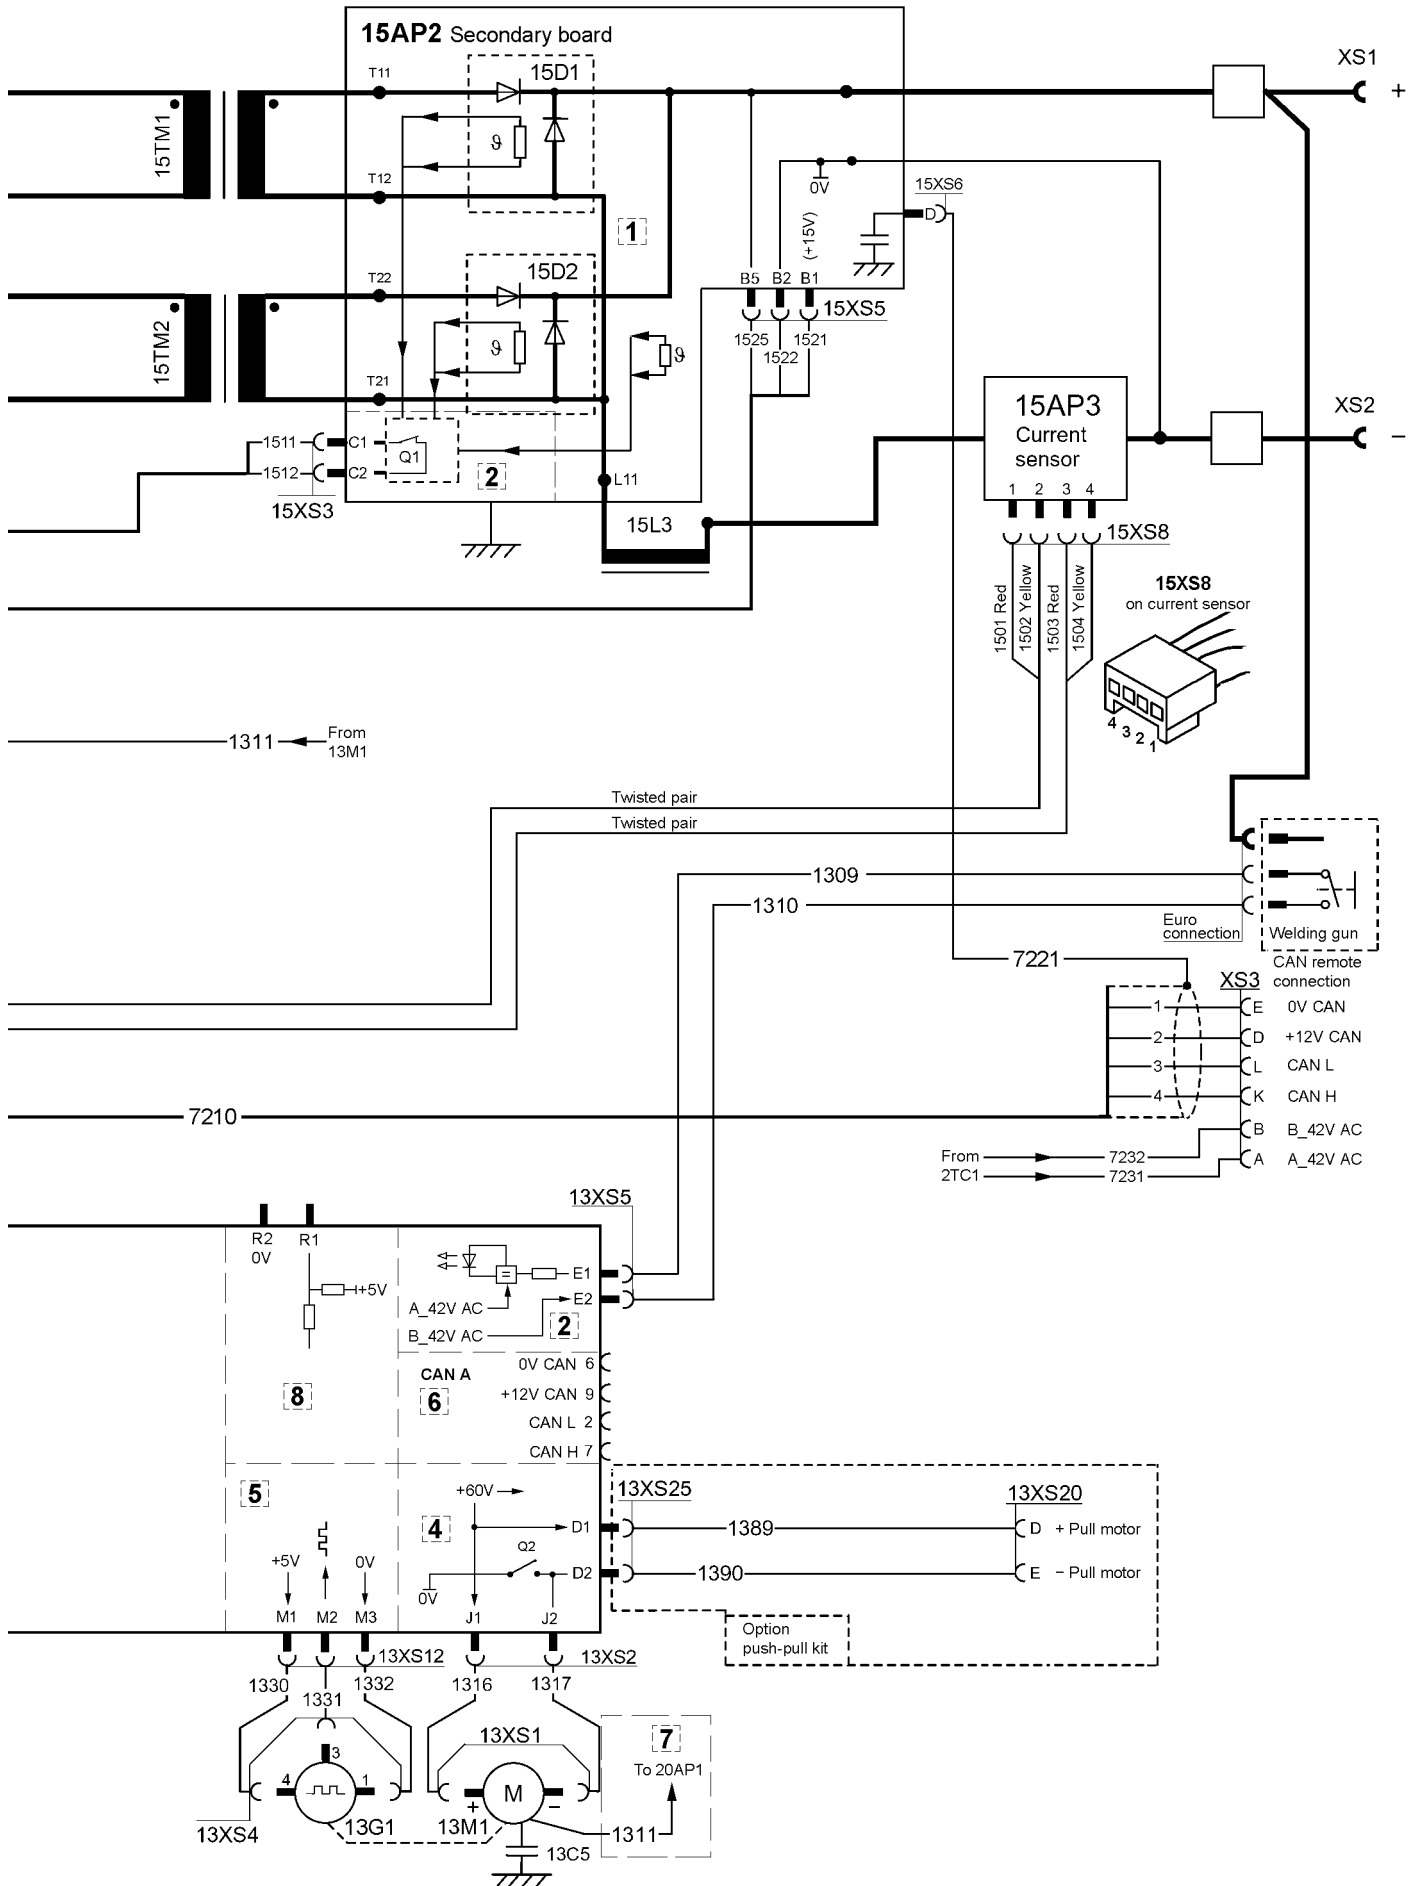 15AP2 Secondary board
XS1
+
T11
15D1
15TM1
ϑ
T12
0V
15XS6
D
(+15V)
1
T22
15D2
B5 B2 B1
15XS5
15TM2
ϑ
ϑ
1525
1522
1521
T21
15AP3
Current
sensor
XS2
−
1511
C1
Q1
1512
C2
2
L11
15XS3
1 2 3 4
15L3
15XS8
1501 Red
1502 Yellow
1503 Red
1504 Yellow
15XS8
on current sensor
4 3 2 1
1311
From
13M1
Twisted pair
Twisted pair
1309
1310
Euro
connection
Welding gun
7221
CAN remote
connection
XS3
1 E 0V CAN
2 D +12V CAN
3 L CAN L
4 K CAN H
7210
B B_42V AC
From
2TC1
7232
7231
A A_42V AC
13XS5
R2
0V
R1
+5V
=
E1
A_42V AC
E2
B_42V AC
2
8
CAN A
6
0V CAN 6
+12V CAN 9
CAN L 2
CAN H 7
5
+60V
4
D1
13XS25
1389
13XS20
D + Pull motor
Q2
D2
1390
E − Pull motor
+5V
0V
0V
M1 M2 M3
J1 J2
Option
push-pull kit
13XS12
13XS2
1330
1331
1332
1316
1317
13XS1
7
To 20AP1
3
4
1
M
+
−
13XS4
13G1
13M1
1311
13C5